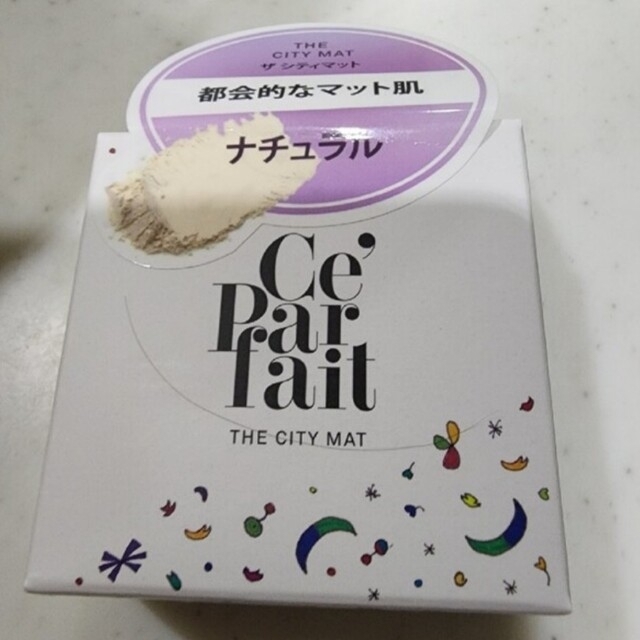 THE
CITY MAT
ザ シティマット
都会的なマット肌
ナチュラル
Ce'
Par
fait
THE CITY MAT